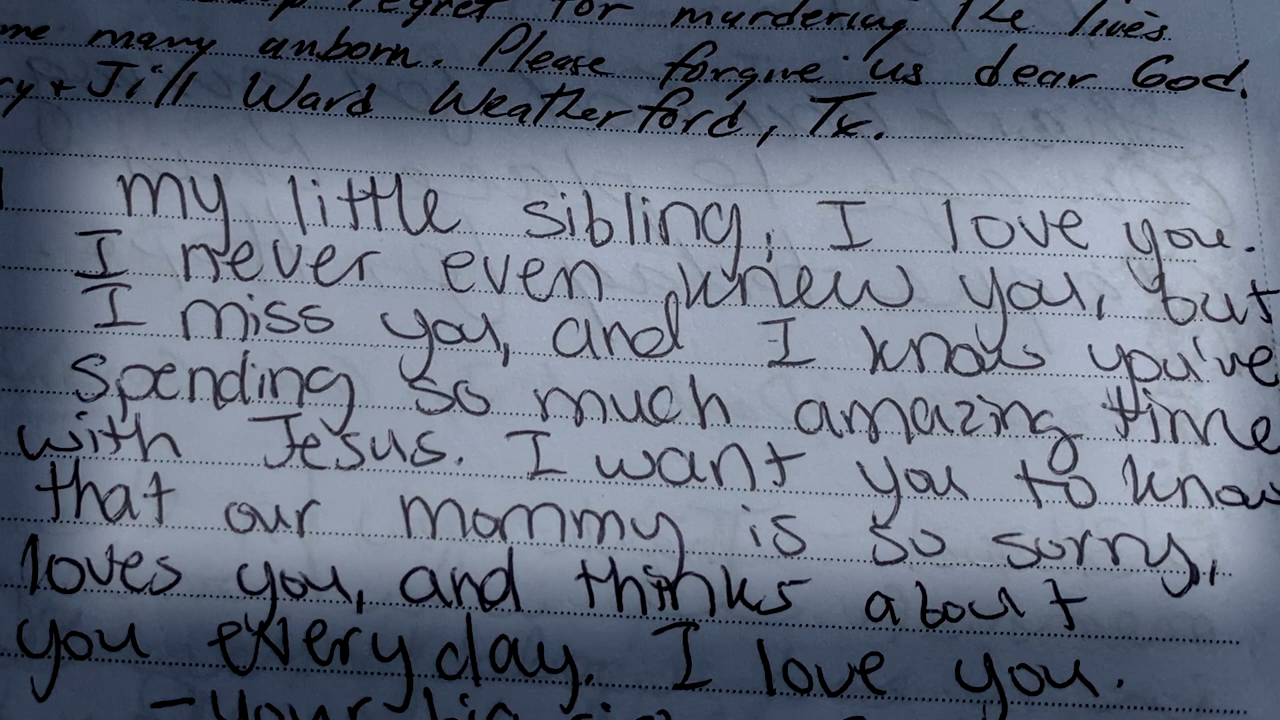 regret for murdering the lives
many unborn. Please forgive us dear God.
Jill Ward Weatherford, Tx.
my little sibling, I love you.
I never even knew you, but
I miss you, and I know you've
spending so much amazing time
with Jesus. I want you to know
that our mommy is so sorry,
loves you, and thinks about
you everyday. I love you.
-your big